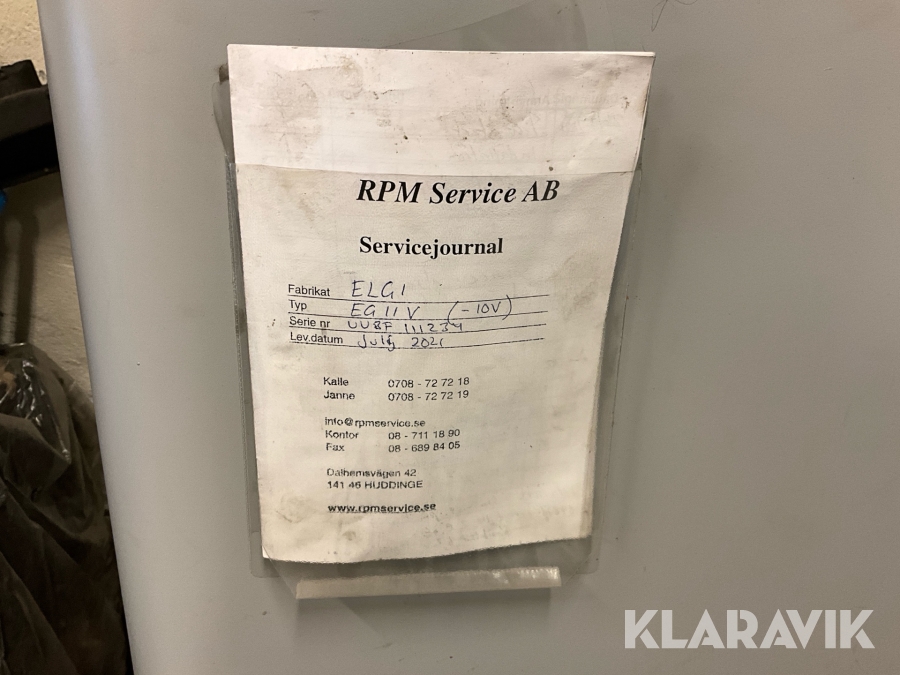 RPM Service AB
Servicejournal
Fabrikat ELGI
Typ EG 11 V (-10V)
Serie nr UVBF 111234
Lev.datum July 2021
Kalle 0708 - 72 72 18
Janne 0708 - 72 72 19
info@rpmservice.se
Kontor 08 - 711 18 90
Fax 08 - 689 84 05
Dalhemsvägen 42
141 46 HUDDINGE
www.rpmservice.se
KLARAVIK